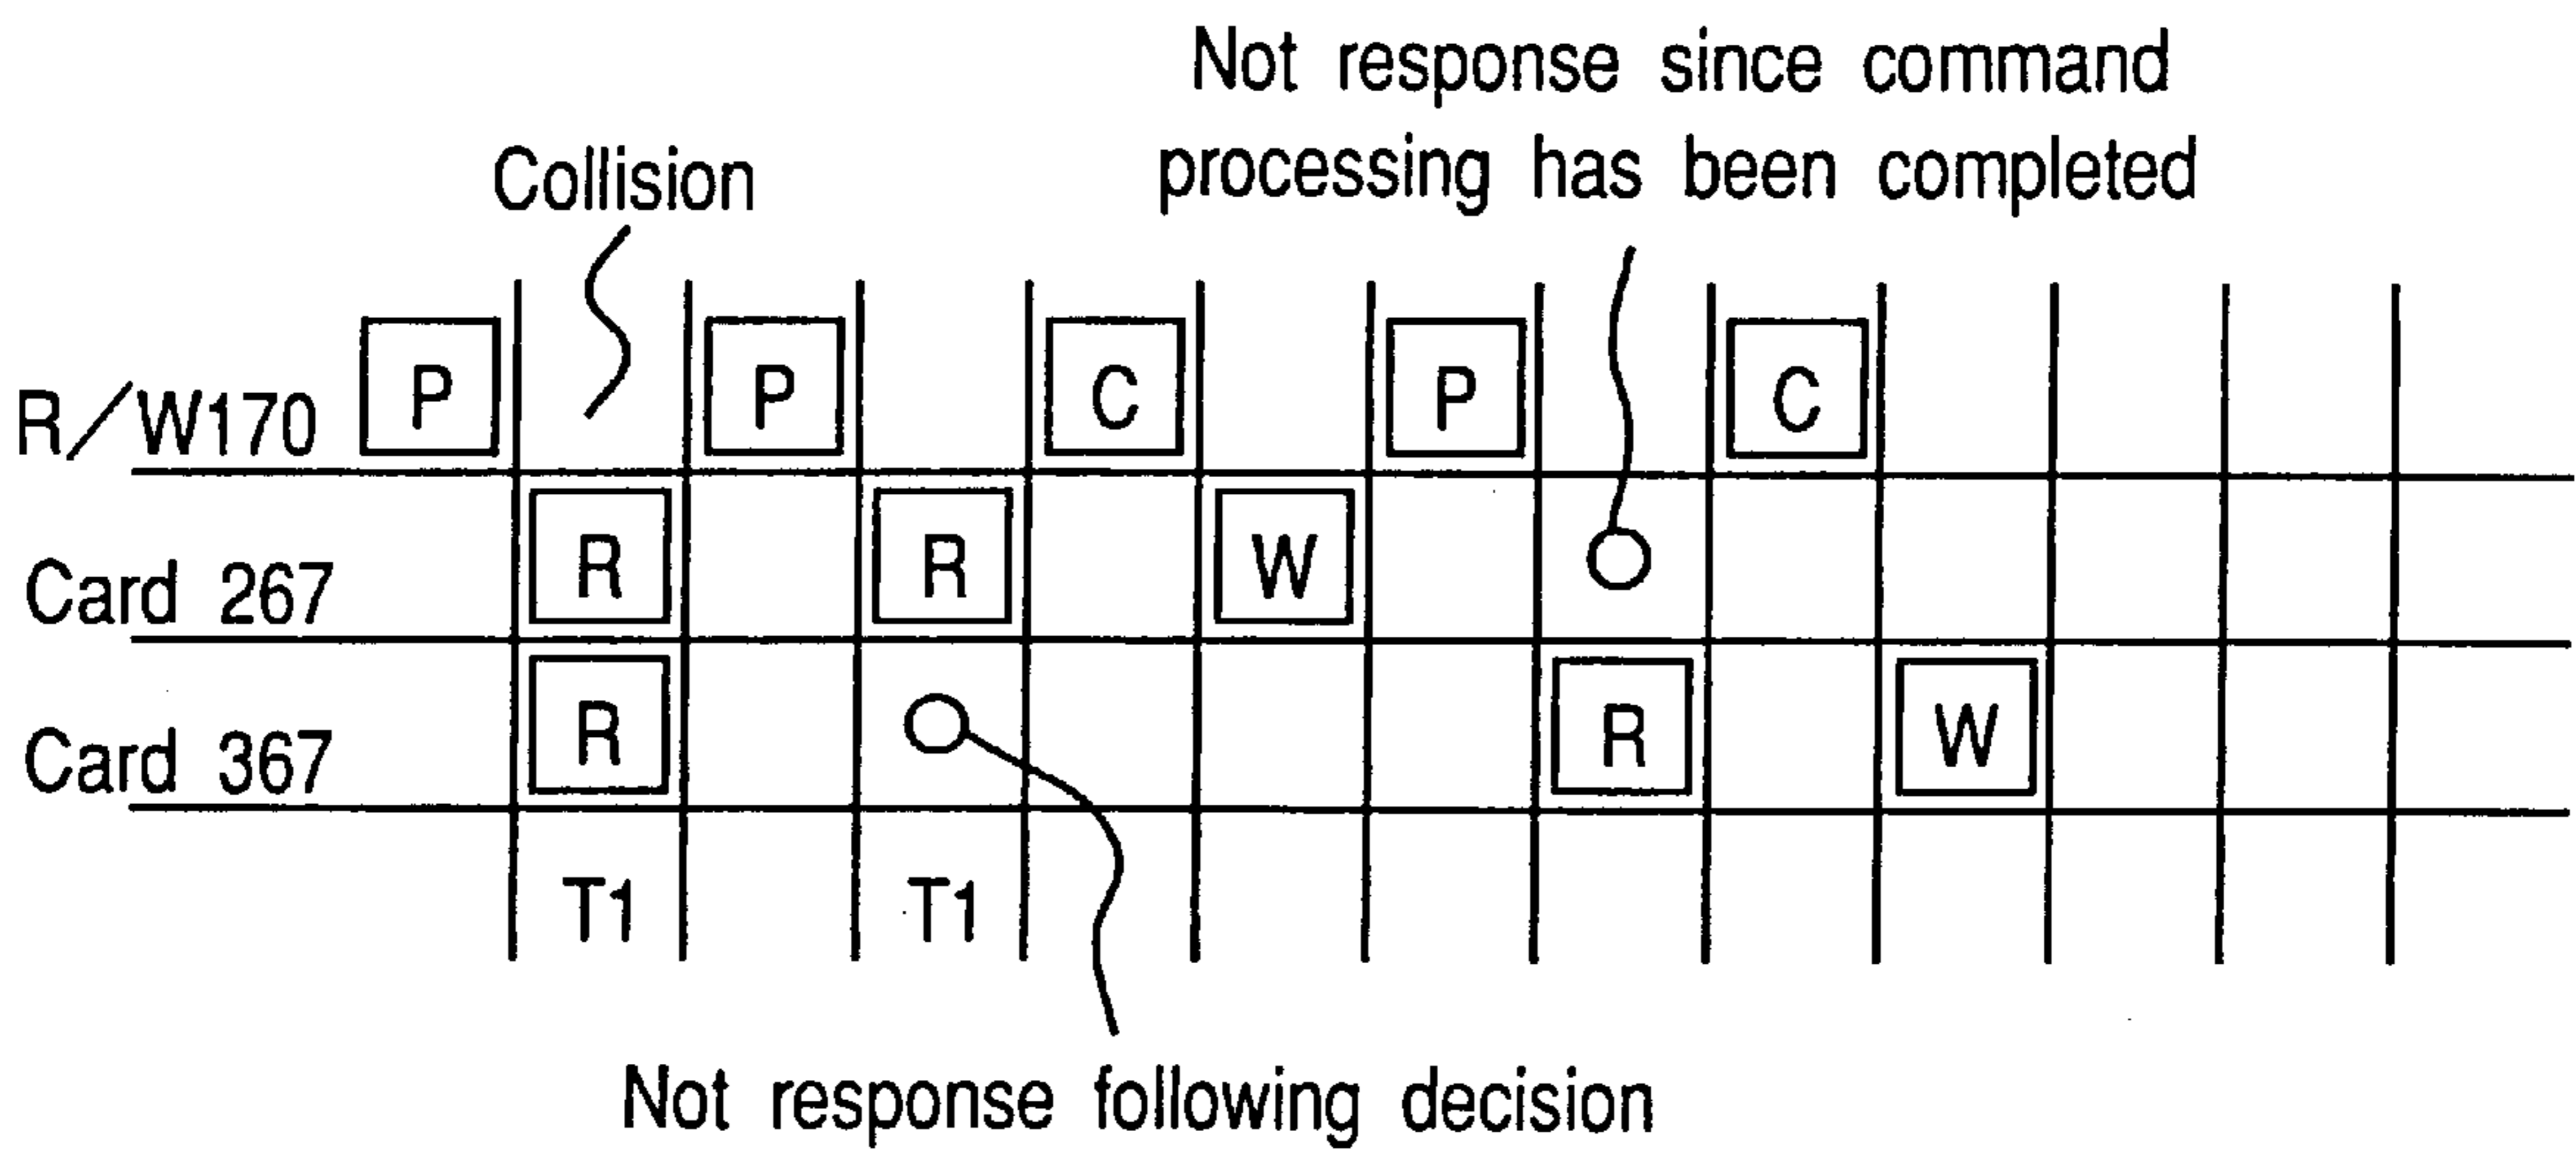 Not response since command
processing has been completed
Collision
R/W170 P P C P C
Card 267 R R W
Card 367 R R W
T1 T1
Not response following decision